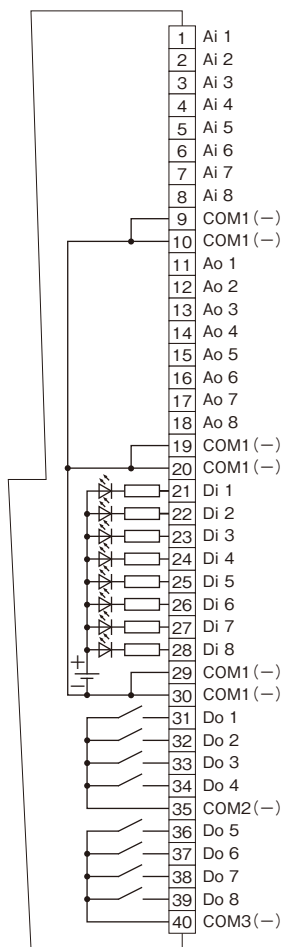 1 Ai 1
2 Ai 2
3 Ai 3
4 Ai 4
5 Ai 5
6 Ai 6
7 Ai 7
8 Ai 8
9 COM1(−)
10 COM1(−)
11 Ao 1
12 Ao 2
13 Ao 3
14 Ao 4
15 Ao 5
16 Ao 6
17 Ao 7
18 Ao 8
19 COM1(−)
20 COM1(−)
21 Di 1
22 Di 2
23 Di 3
24 Di 4
25 Di 5
26 Di 6
27 Di 7
28 Di 8
+
29 COM1(−)
−
30 COM1(−)
31 Do 1
32 Do 2
33 Do 3
34 Do 4
35 COM2(−)
36 Do 5
37 Do 6
38 Do 7
39 Do 8
40 COM3(−)